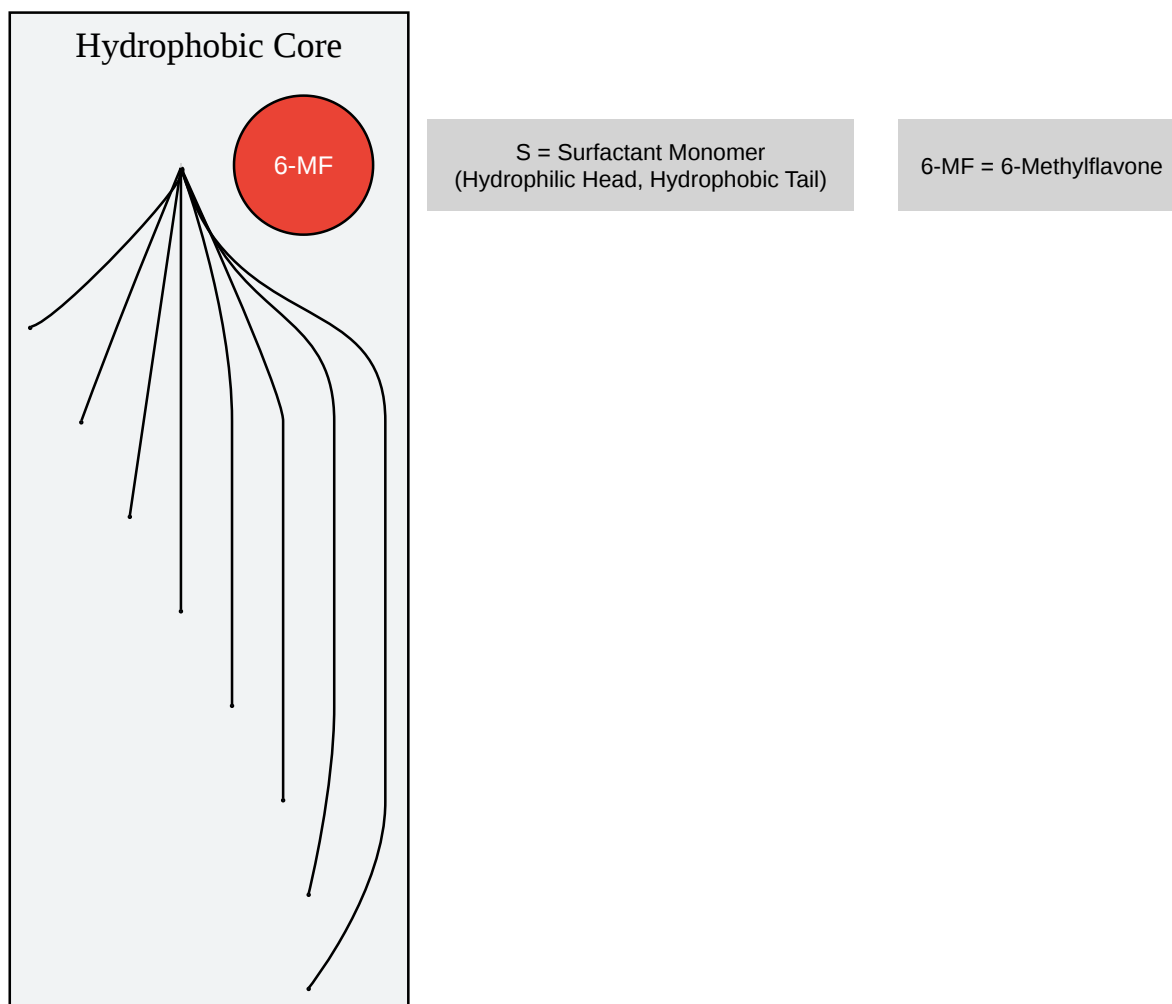 Hydrophobic Core
6-MF
S = Surfactant Monomer
(Hydrophilic Head, Hydrophobic Tail)
6-MF = 6-Methylflavone